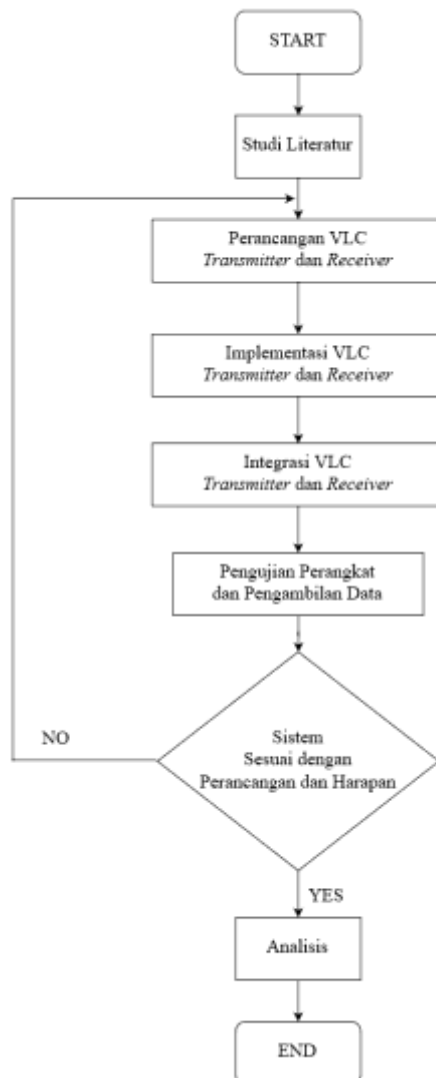 START
Studi Literatur
Perancangan VLC
Transmitter dan Receiver
Implementasi VLC
Transmitter dan Receiver
Integrasi VLC
Transmitter dan Receiver
Pengujian Perangkat
dan Pengambilan Data
Sistem
Sesuai dengan
Perancangan dan Harapan
NO
YES
Analisis
END